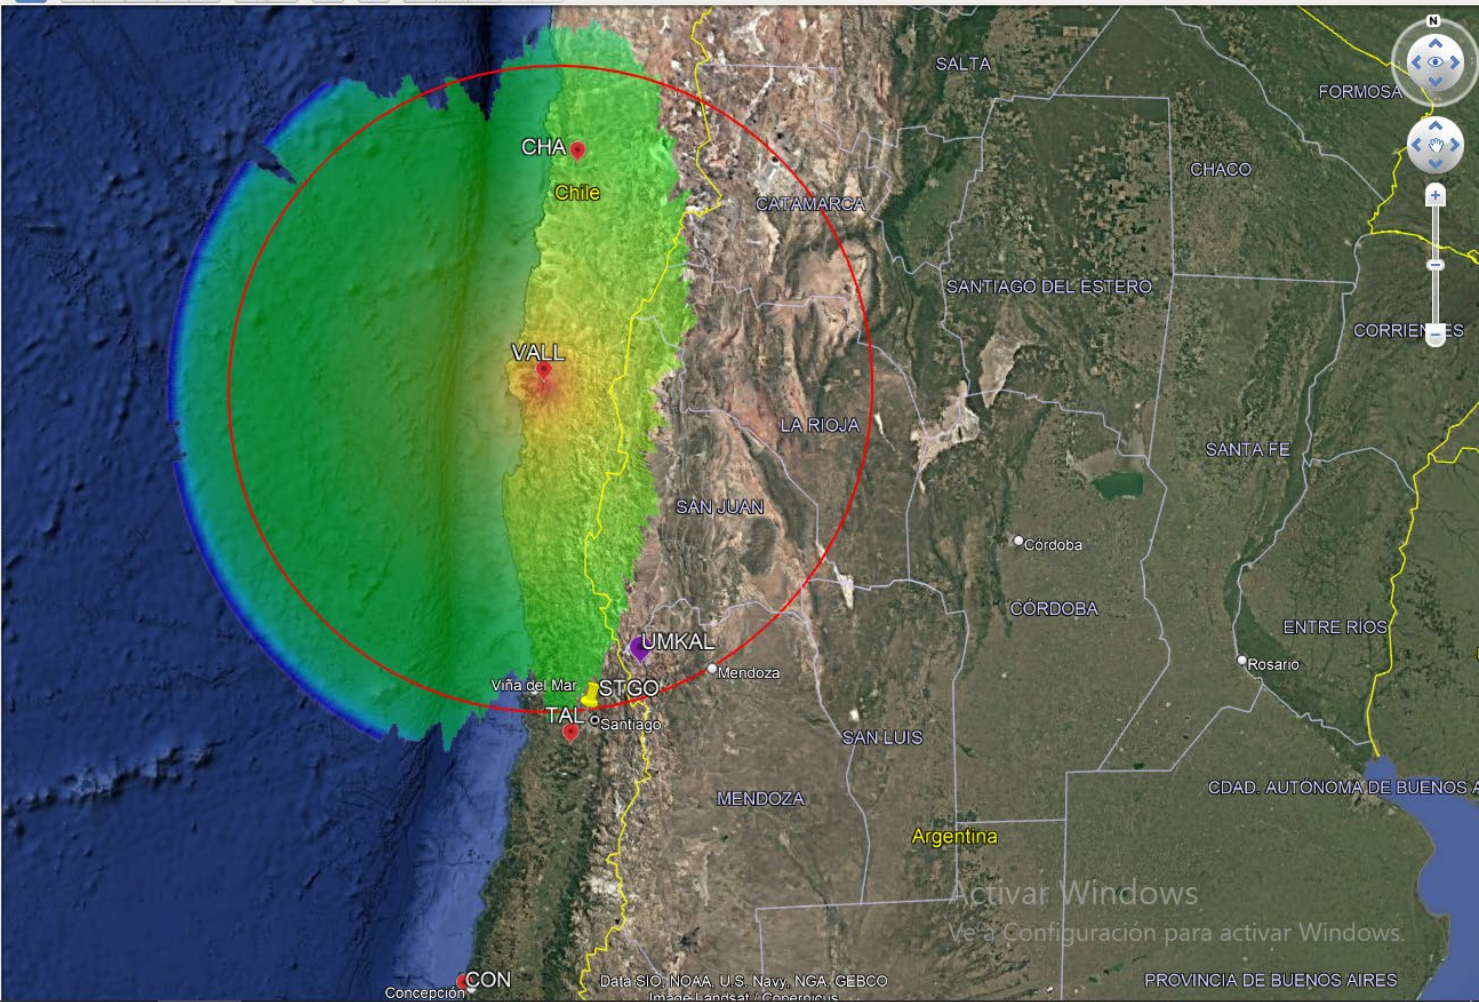 N
SALTA
FORMOSA
CHA
CHACO
Chile
CATAMARCA
SANTIAGO DEL ESTERO
CORRIENTES
VALL
LA RIOJA
SANTA FE
SAN JUAN
Córdoba
CÓRDOBA
ENTRE RÍOS
UMKAL
Rosario
Mendoza
Viña del Mar
STGO
TAL
Santiago
SAN LUIS
CDAD. AUTÓNOMA DE BUENOS A
MENDOZA
Argentina
Activar Windows
Ve a Configuración para activar Windows.
CON
Concepción
Data SIO, NOAA, U.S. Navy, NGA, GEBCO
Image Landsat / Copernicus
PROVINCIA DE BUENOS AIRES